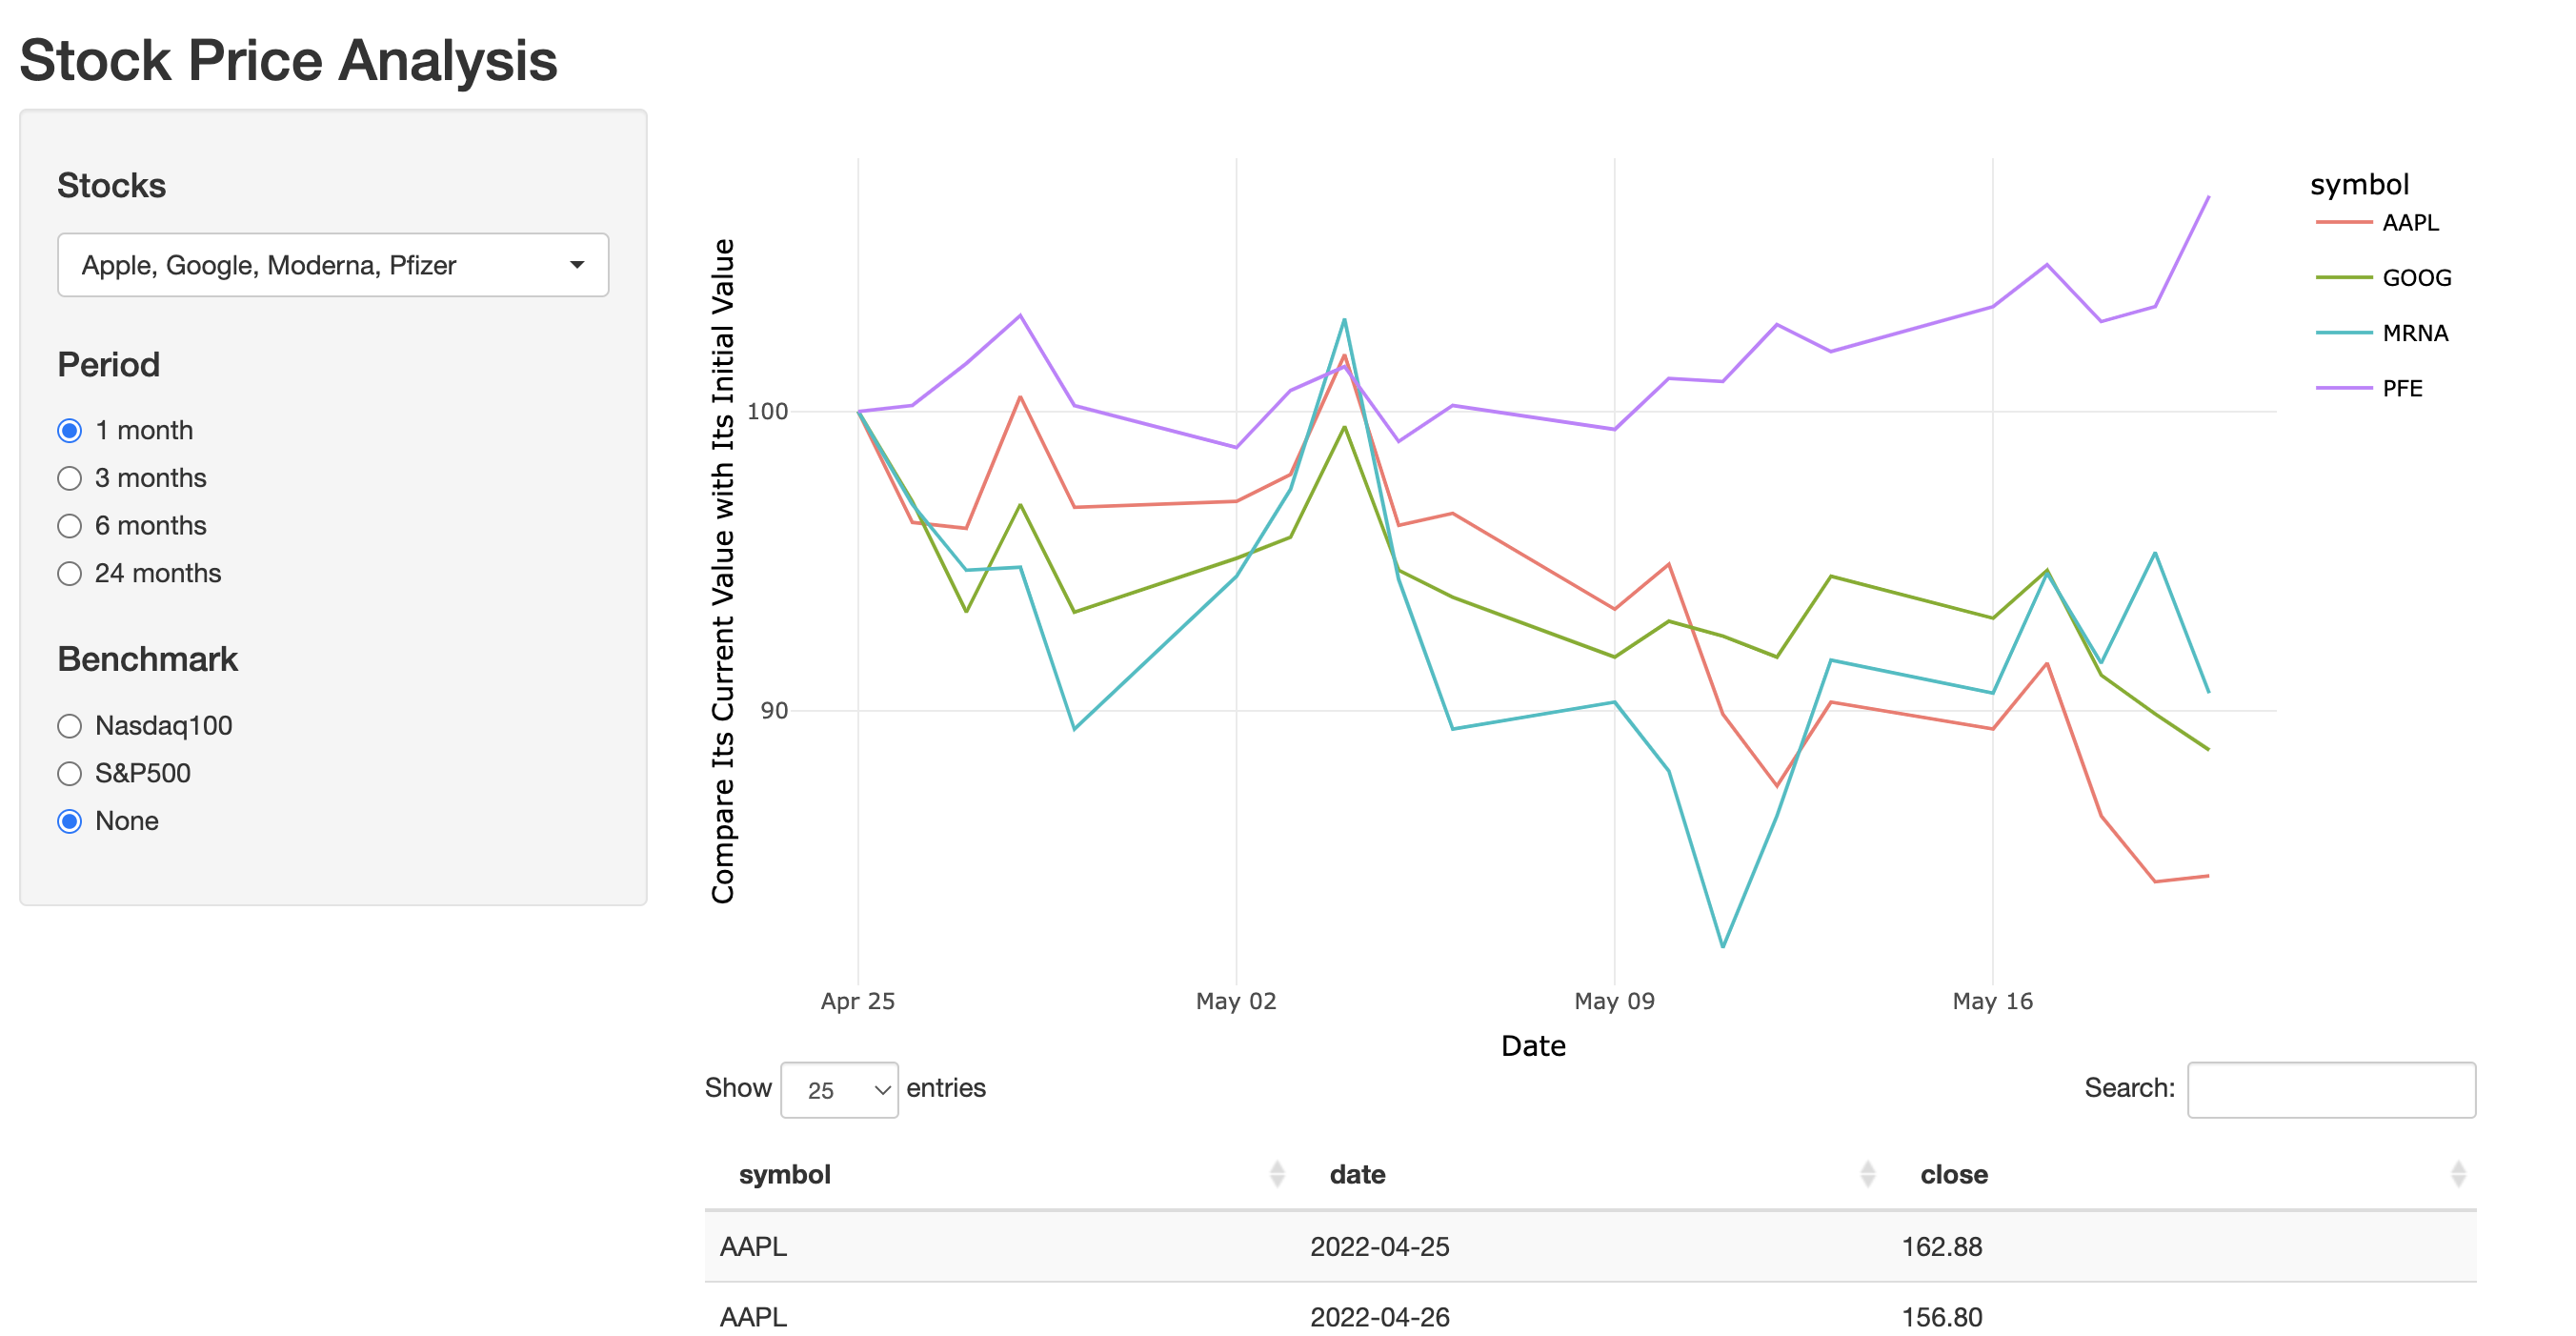 Stock Price Analysis
Stocks
Apple, Google, Moderna, Pfizer
Period
1 month
3 months
6 months
24 months
Benchmark
Nasdaq100
S&P500
None
Compare Its Current Value with Its Initial Value
100
90
Apr 25 May 02 May 09 May 16
Date
symbol
AAPL
GOOG
MRNA
PFE
Show 25 entries Search:
symbol date close
AAPL 2022-04-25 162.88
AAPL 2022-04-26 156.80